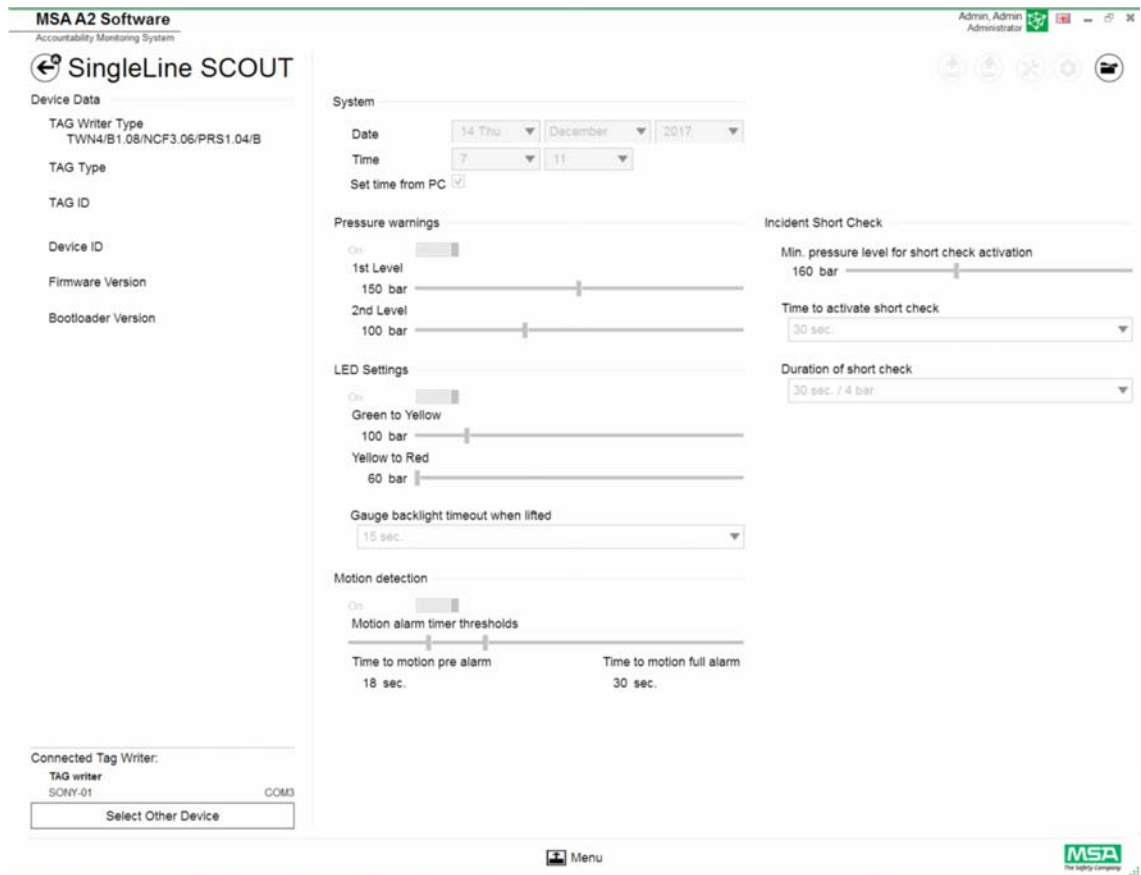 MSA A2 Software
Accountability Monitoring System
Admin, Admin
Administrator
SingleLine SCOUT
Device Data
TAG Writer Type
TWN4/B1.08/NCF3.06/PRS1.04/B
TAG Type
TAG ID
Device ID
Firmware Version
Bootloader Version
System
Date 14 Thu December 2017
Time 7 11
Set time from PC
Pressure warnings
On
1st Level
150 bar
2nd Level
100 bar
LED Settings
On
Green to Yellow
100 bar
Yellow to Red
60 bar
Gauge backlight timeout when lifted
15 sec.
Motion detection
On
Motion alarm timer thresholds
Time to motion pre alarm Time to motion full alarm
18 sec. 30 sec.
Incident Short Check
Min. pressure level for short check activation
160 bar
Time to activate short check
30 sec.
Duration of short check
30 sec. / 4 bar
Connected Tag Writer:
TAG writer
SONY-01 COM3
Select Other Device
Menu
MSA
The Safety Company